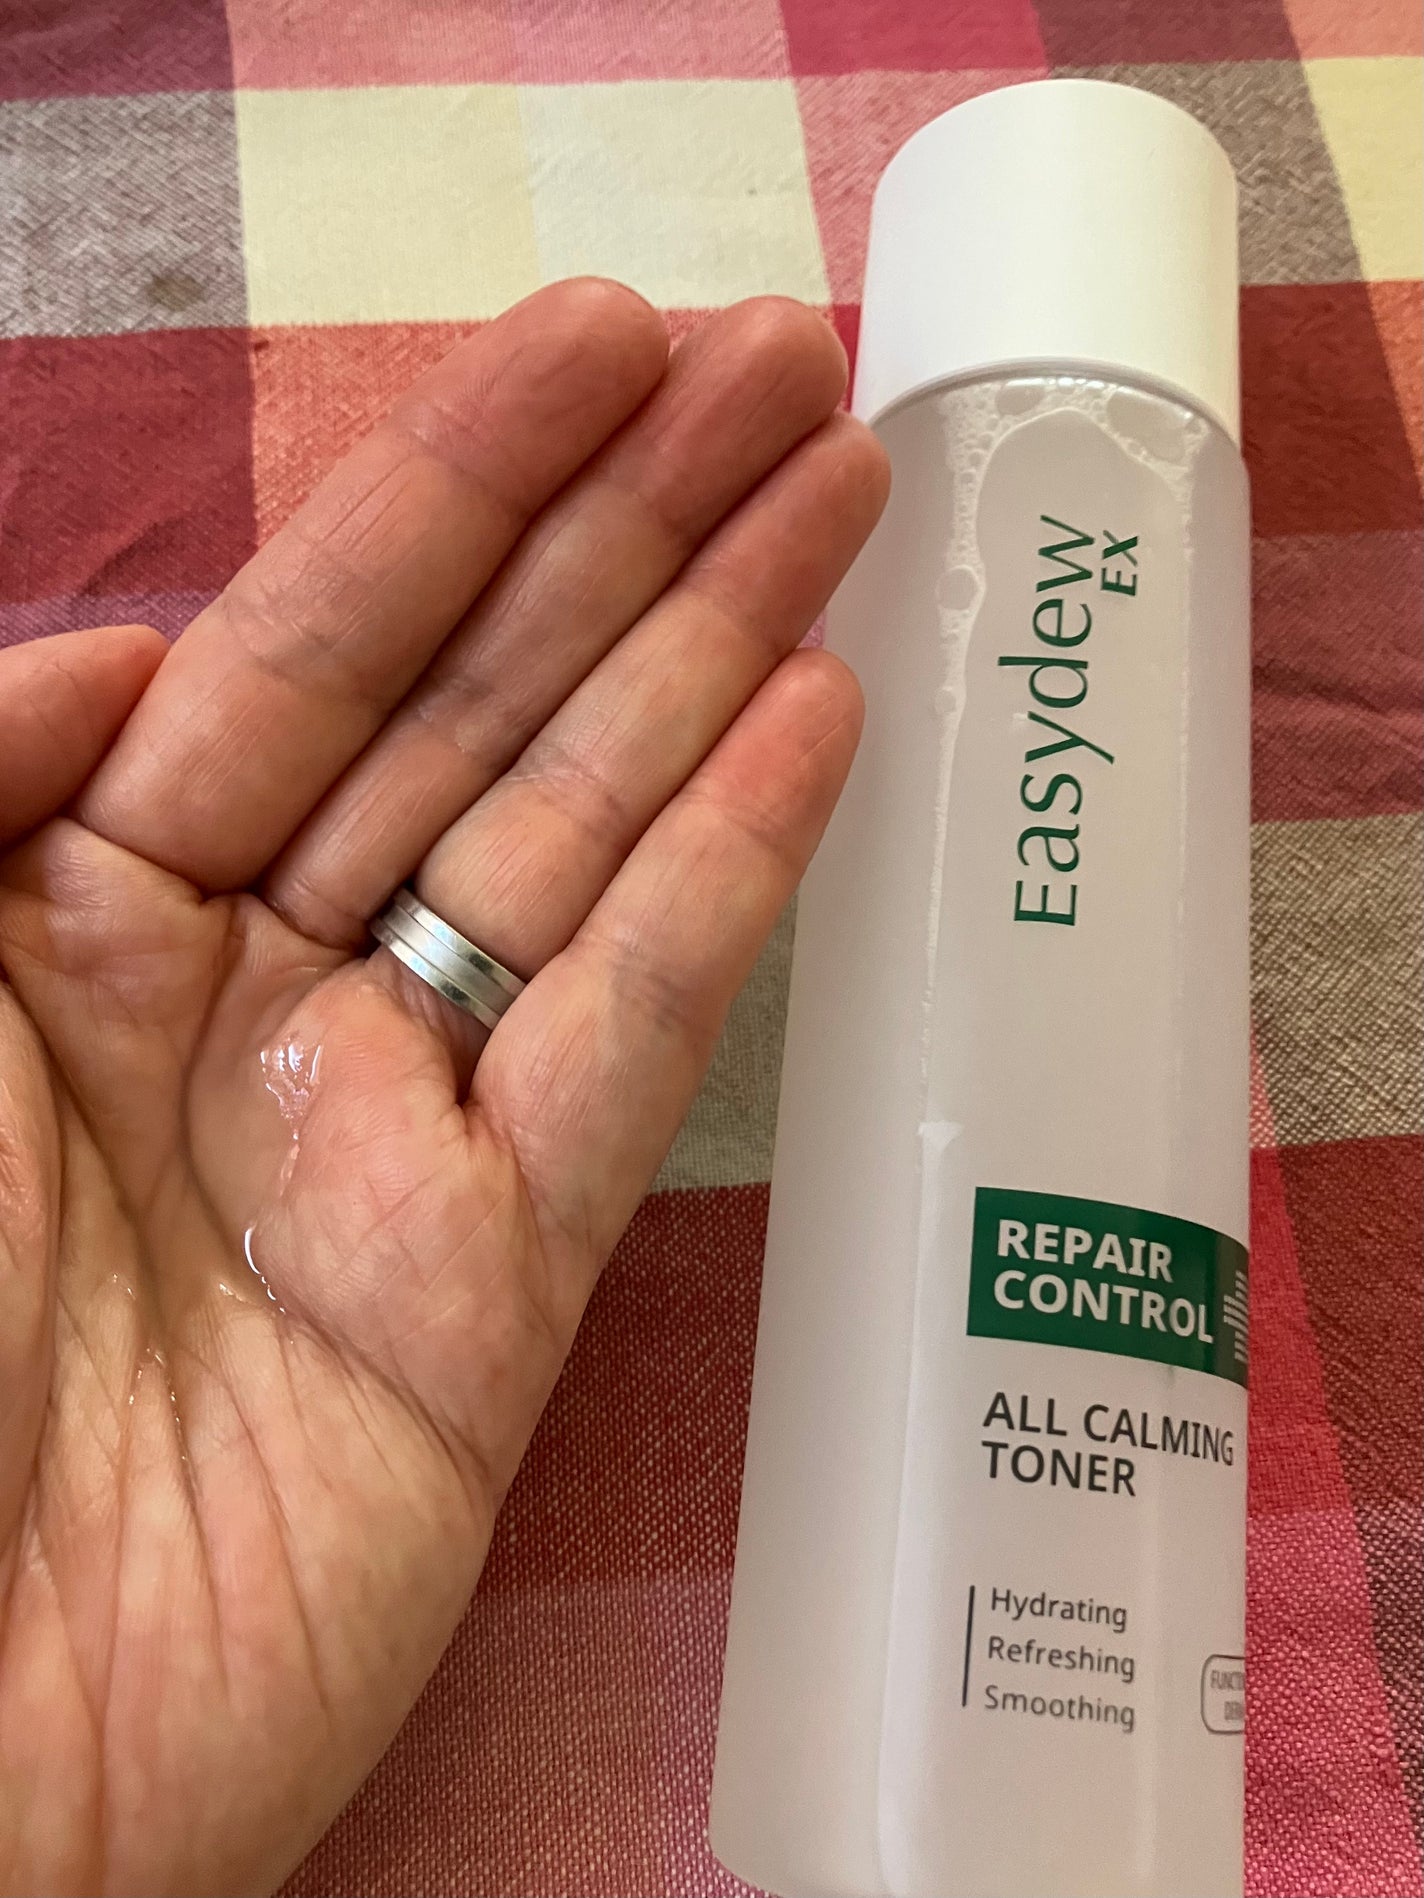 Easydew
EX
REPAIR
CONTROL
ALL CALMING
TONER
Hydrating
Refreshing
Smoothing